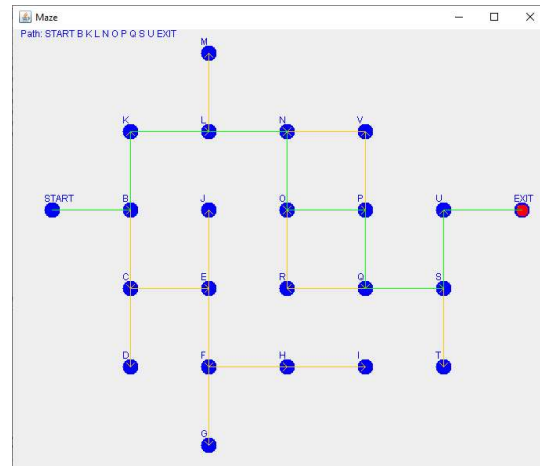 Maze
Path: START B K L N O P Q S U EXIT
M
K L N V
START B J O P U EXIT
C E R Q S
D F H I T
G